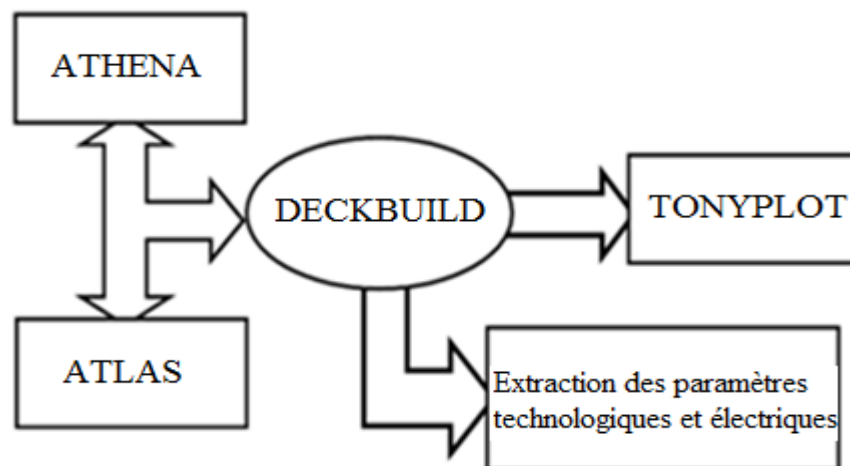 ATHENA
DECKBUILD
TONYPLOT
ATLAS
Extraction des paramètres
technologiques et électriques